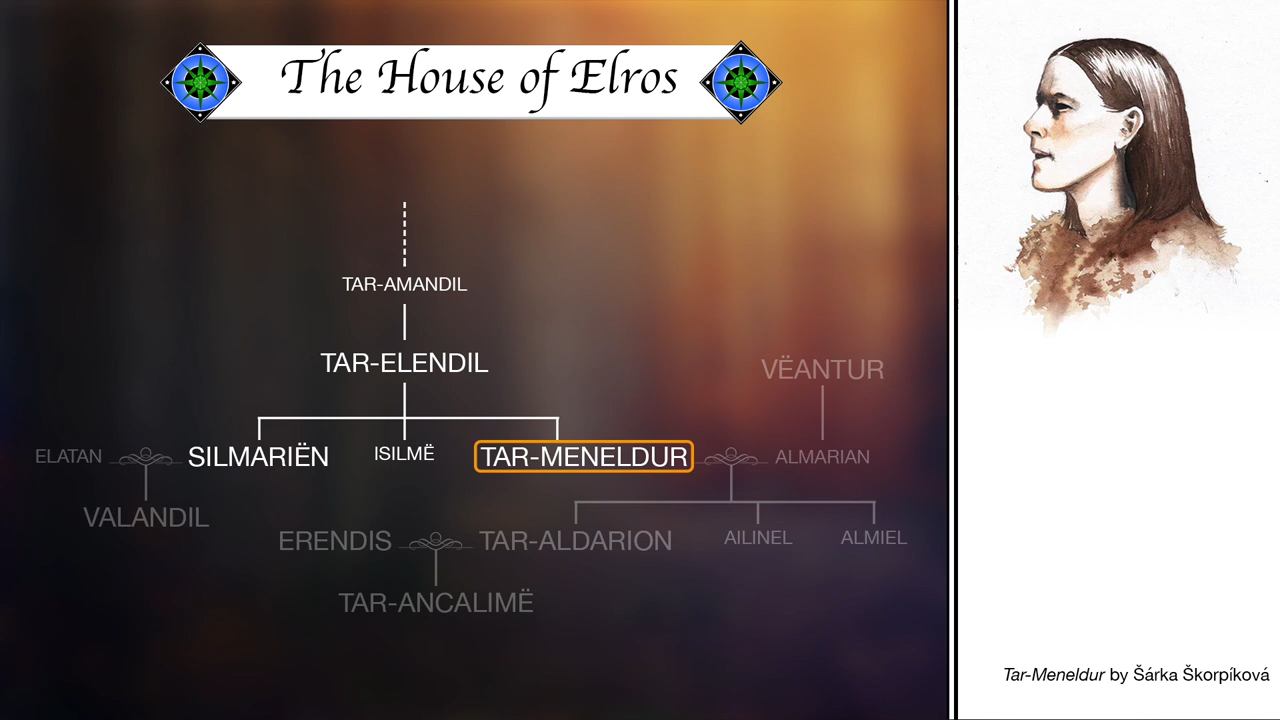 The House of Elros
TAR-AMANDIL
TAR-ELENDIL
VËANTUR
ELATAN SILMARIËN ISILMË TAR-MENELDUR ALMARIAN
VALANDIL
ERENDIS TAR-ALDARION AILINEL ALMIEL
TAR-ANCALIMË
Tar-Meneldur by Šárka Škorpíková